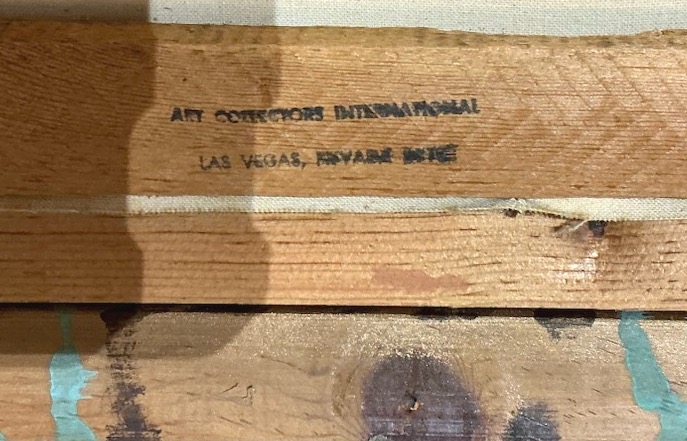 ART COLLECTORS INTERNATIONAL
LAS VEGAS, NEVADA